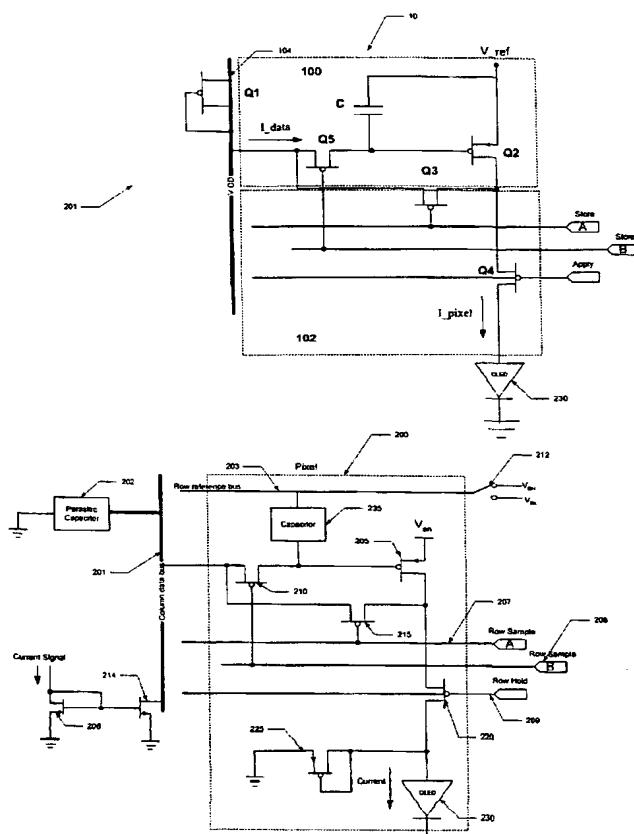 10
104
V_ref
100
Q1
C
I_data
Q5
Q2
Q3
201
Store
A
Store
B
Q4
Apply
I_pixel
102
OLED
230
200
Pixel
212
202
203
Row reference bus
Parasitic
Capacitor
Capacitor
235
205
201
210
207
215
Column data bus
Row Sample
A
208
Row Sample
B
Current Signal
214
Row Hold
206
220
209
225
Current
OLED
230